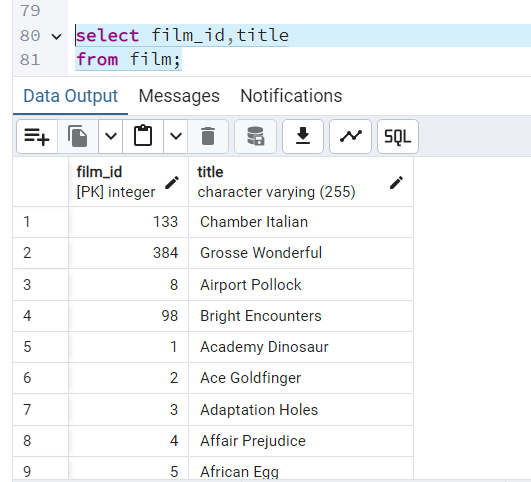 79
80 select film_id,title
81 from film;
Data Output Messages Notifications
SQL
film_id title
[PK] integer character varying (255)
1 133 Chamber Italian
2 384 Grosse Wonderful
3 8 Airport Pollock
4 98 Bright Encounters
5 1 Academy Dinosaur
6 2 Ace Goldfinger
7 3 Adaptation Holes
8 4 Affair Prejudice
9 5 African Egg